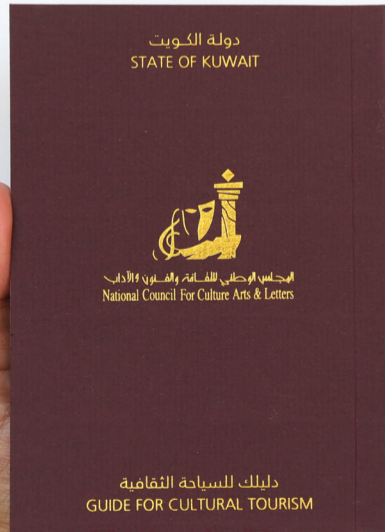 دولة الكويت
STATE OF KUWAIT
المجلس الوطني للثقافة والفنون والآداب
National Council For Culture Arts & Letters
دليلك للسياحة الثقافية
GUIDE FOR CULTURAL TOURISM